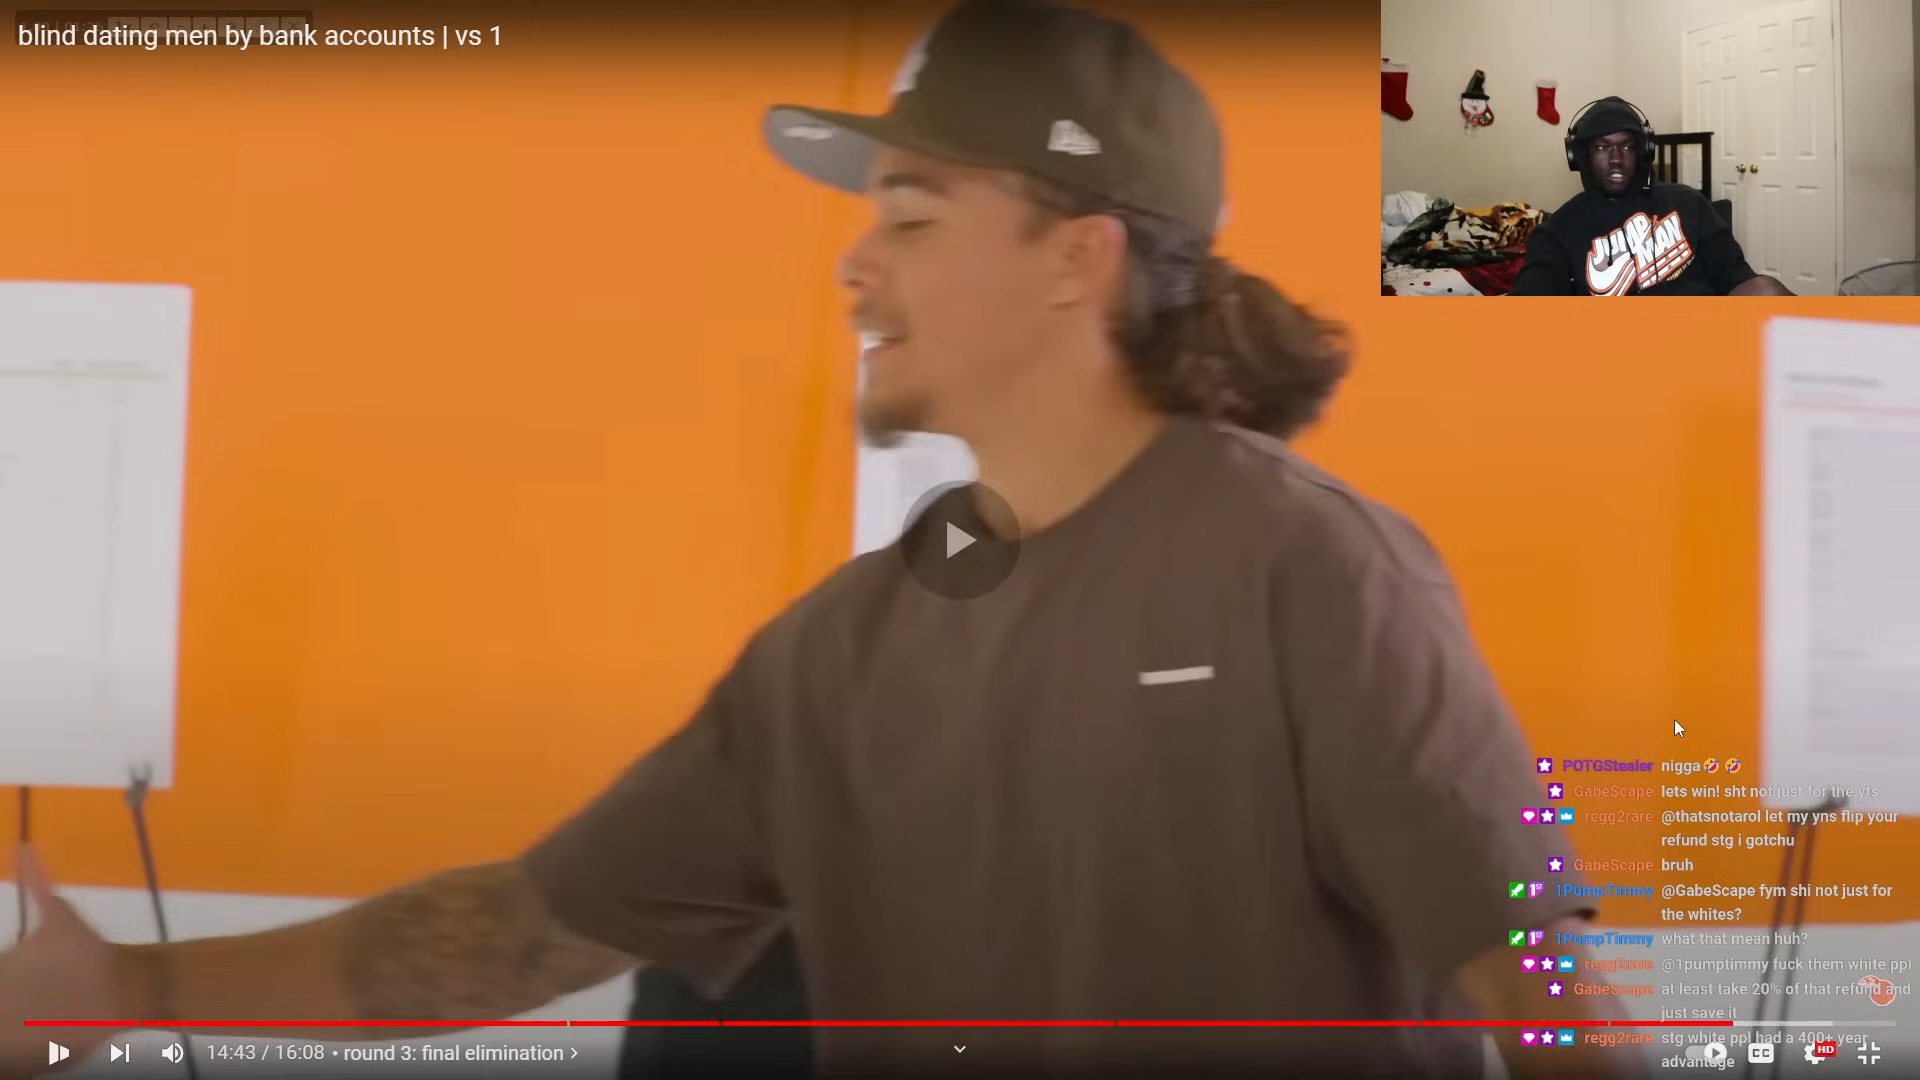 blind dating men by bank accounts | vs 1
JUMP
MAN
POTGStealer nigga🤣 🤣
GabeScape lets win! sht not just for the yts
regg2rare @thatsnotarol let my yns flip your
refund stg i gotchu
GabeScape bruh
1PumpTimmy @GabeScape fym shi not just for
the whites?
1PumpTimmy what that mean huh?
regg2rare @1pumptimmy fuck them white ppl
GabeScape at least take 20% of that refund and
just save it
regg2rare stg white ppl had a 400+ year
advantage
14:43 / 16:08 • round 3: final elimination >
CC
HD